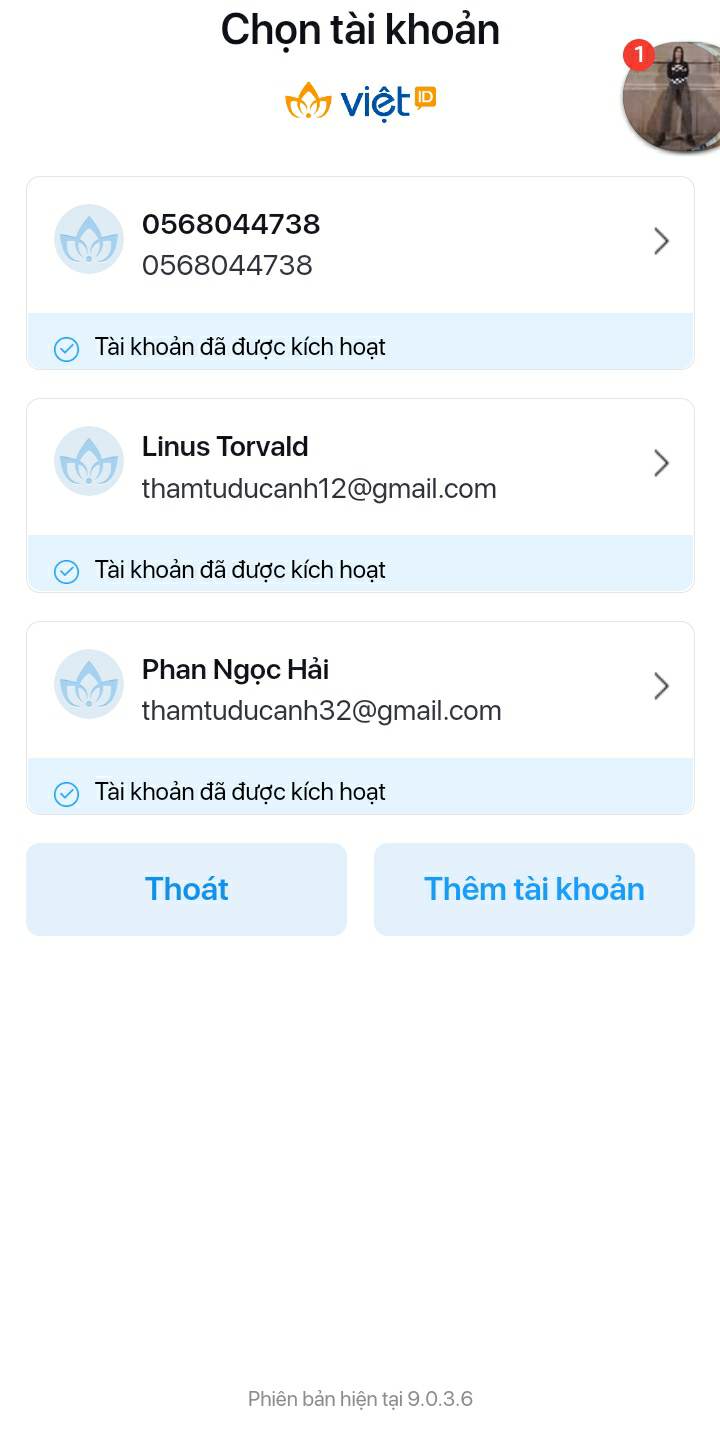 Chọn tài khoản
1
việt ID
0568044738
0568044738
Tài khoản đã được kích hoạt
Linus Torvald
thamtuducanh12@gmail.com
Tài khoản đã được kích hoạt
Phan Ngọc Hải
thamtuducanh32@gmail.com
Tài khoản đã được kích hoạt
Thoát
Thêm tài khoản
Phiên bản hiện tại 9.0.3.6